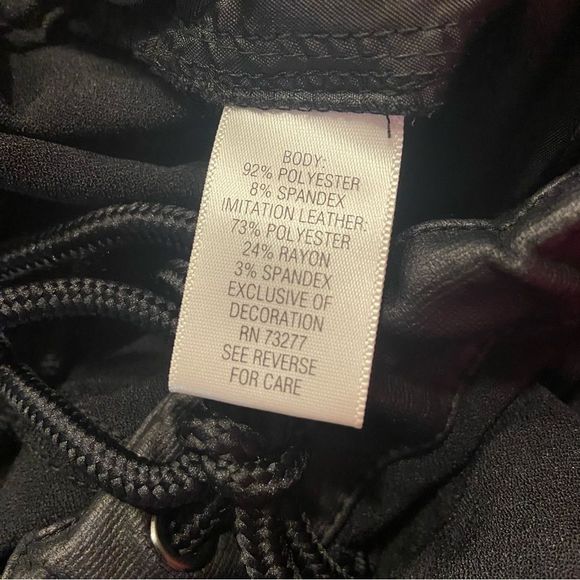 BODY:
92% POLYESTER
8% SPANDEX
IMITATION LEATHER:
73% POLYESTER
24% RAYON
3% SPANDEX
EXCLUSIVE OF
DECORATION
RN 73277
SEE REVERSE
FOR CARE